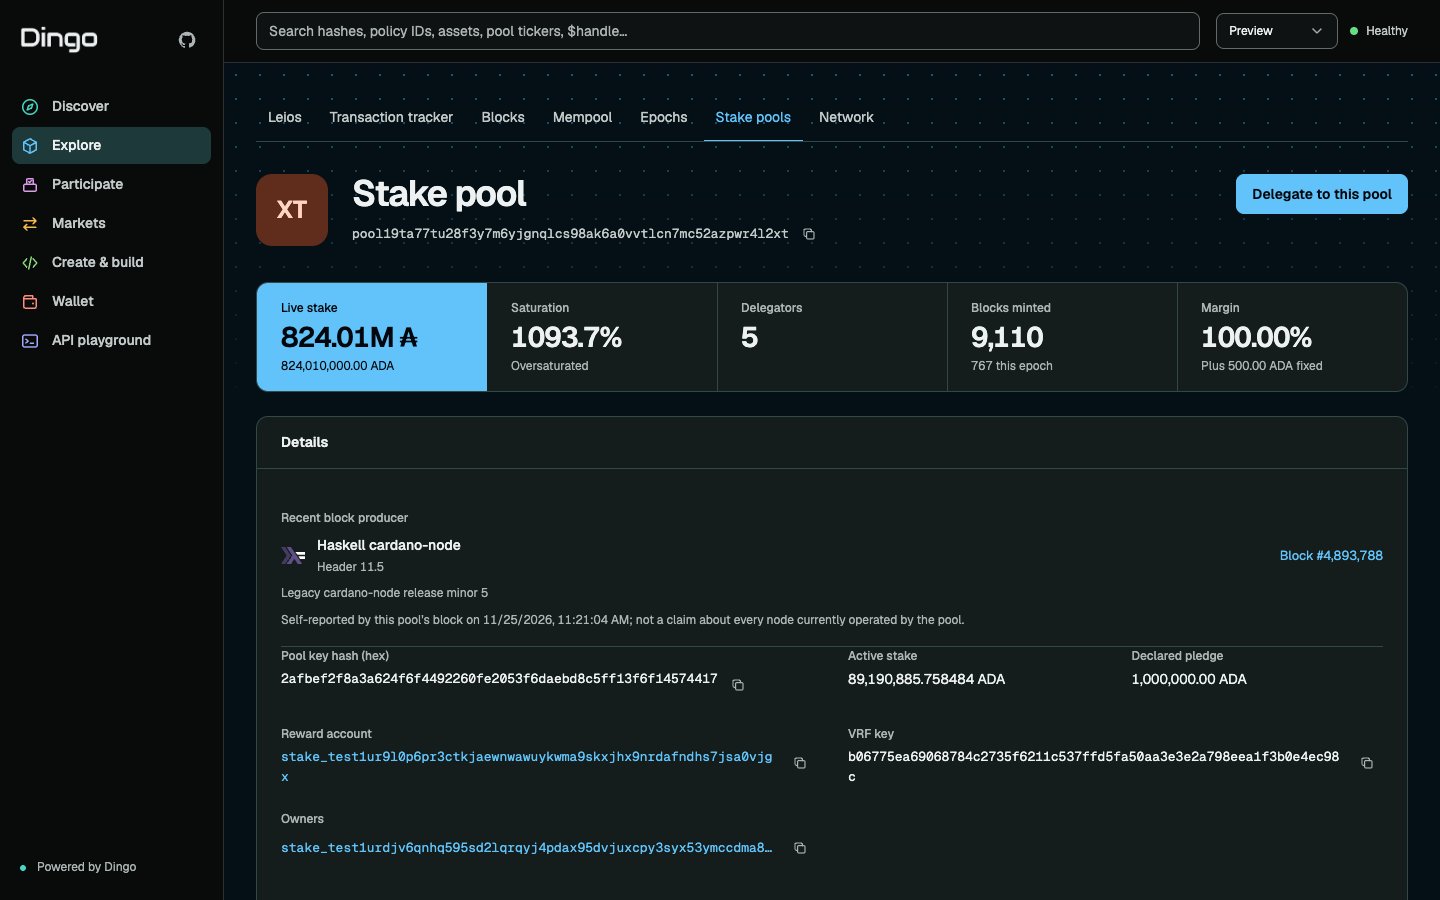 Dingo
Search hashes, policy IDs, assets, pool tickers, $handle...
Preview
Healthy
Discover
Explore
Participate
Markets
Create & build
Wallet
API playground
Leios
Transaction tracker
Blocks
Mempool
Epochs
Stake pools
Network
XT
Stake pool
pool19ta77tu28f3y7m6yjgnqlcs98ak6a0vvtlcn7mc52azpwr4l2xt
Delegate to this pool
Live stake
824.01M ₳
824,010,000.00 ADA
Saturation
1093.7%
Oversaturated
Delegators
5
Blocks minted
9,110
767 this epoch
Margin
100.00%
Plus 500.00 ADA fixed
Details
Recent block producer
Haskell cardano-node
Header 11.5
Block #4,893,788
Legacy cardano-node release minor 5
Self-reported by this pool's block on 11/25/2026, 11:21:04 AM; not a claim about every node currently operated by the pool.
Pool key hash (hex)
2afbef2f8a3a624f6f4492260fe2053f6daebd8c5ff13f6f14574417
Active stake
89,190,885.758484 ADA
Declared pledge
1,000,000.00 ADA
Reward account
stake_test1ur9l0p6pr3ctkjaewnwawuykwma9skxjhx9nrdafndhs7jsa0vjg
x
VRF key
b06775ea69068784c2735f6211c537ffd5fa50aa3e3e2a798eea1f3b0e4ec98
c
Owners
stake_test1urdjv6qnhq595sd2lqrqyj4pdax95dvjuxcpy3syx53ymccdma8…
Powered by Dingo